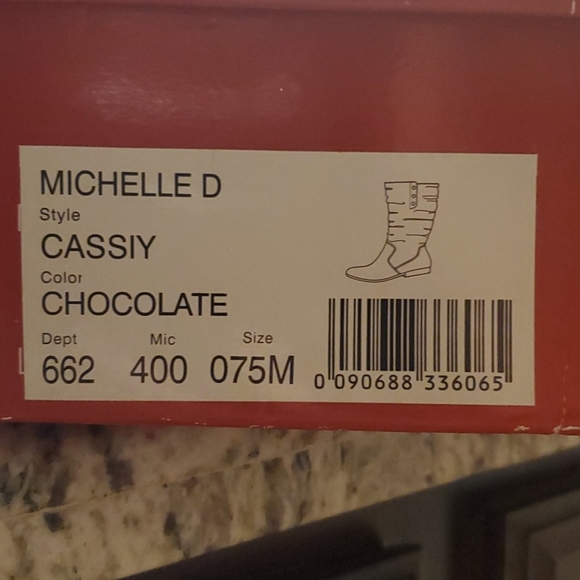 MICHELLE D
Style
CASSIY
Color
CHOCOLATE
Dept Mic Size
662 400 075M
0 090688 336065